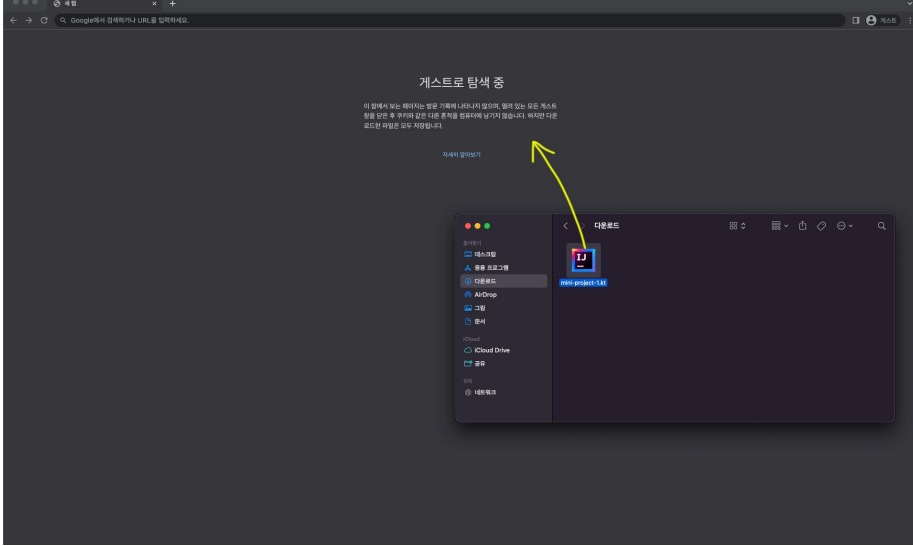 새 탭
Google에서 검색하거나 URL을 입력하세요.
게스트
게스트로 탐색 중
이 창에서 보는 페이지는 방문 기록에 나타나지 않으며, 열려 있는 모든 게스트
창을 닫은 후 쿠키와 같은 다른 흔적을 컴퓨터에 남기지 않습니다. 하지만 다운
로드한 파일은 모두 저장됩니다.
자세히 알아보기
다운로드
즐겨찾기
데스크탑
응용 프로그램
다운로드
AirDrop
그림
문서
iCloud
iCloud Drive
공유
위치
네트워크
IJ
mini-project-1.kt